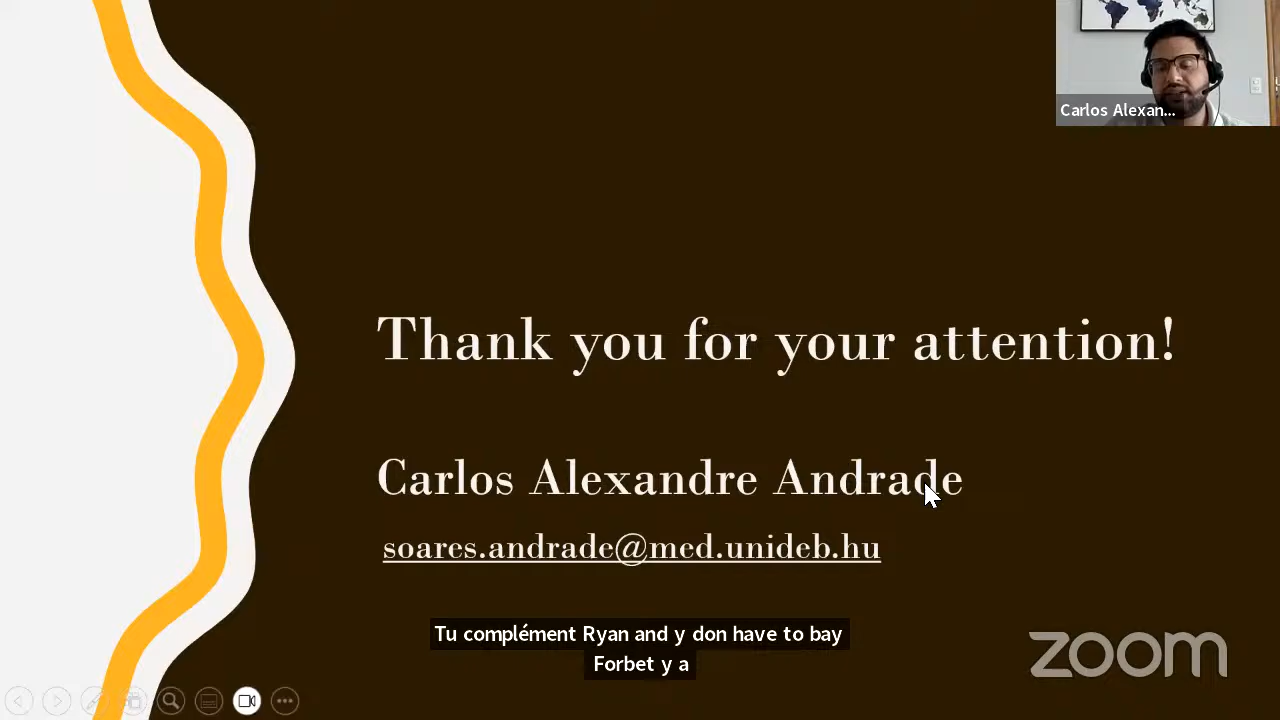 Carlos Alexan...
Thank you for your attention!
Carlos Alexandre Andrade
soares.andrade@med.unideb.hu
Tu complément Ryan and y don have to bay
Forbet y a
zoom